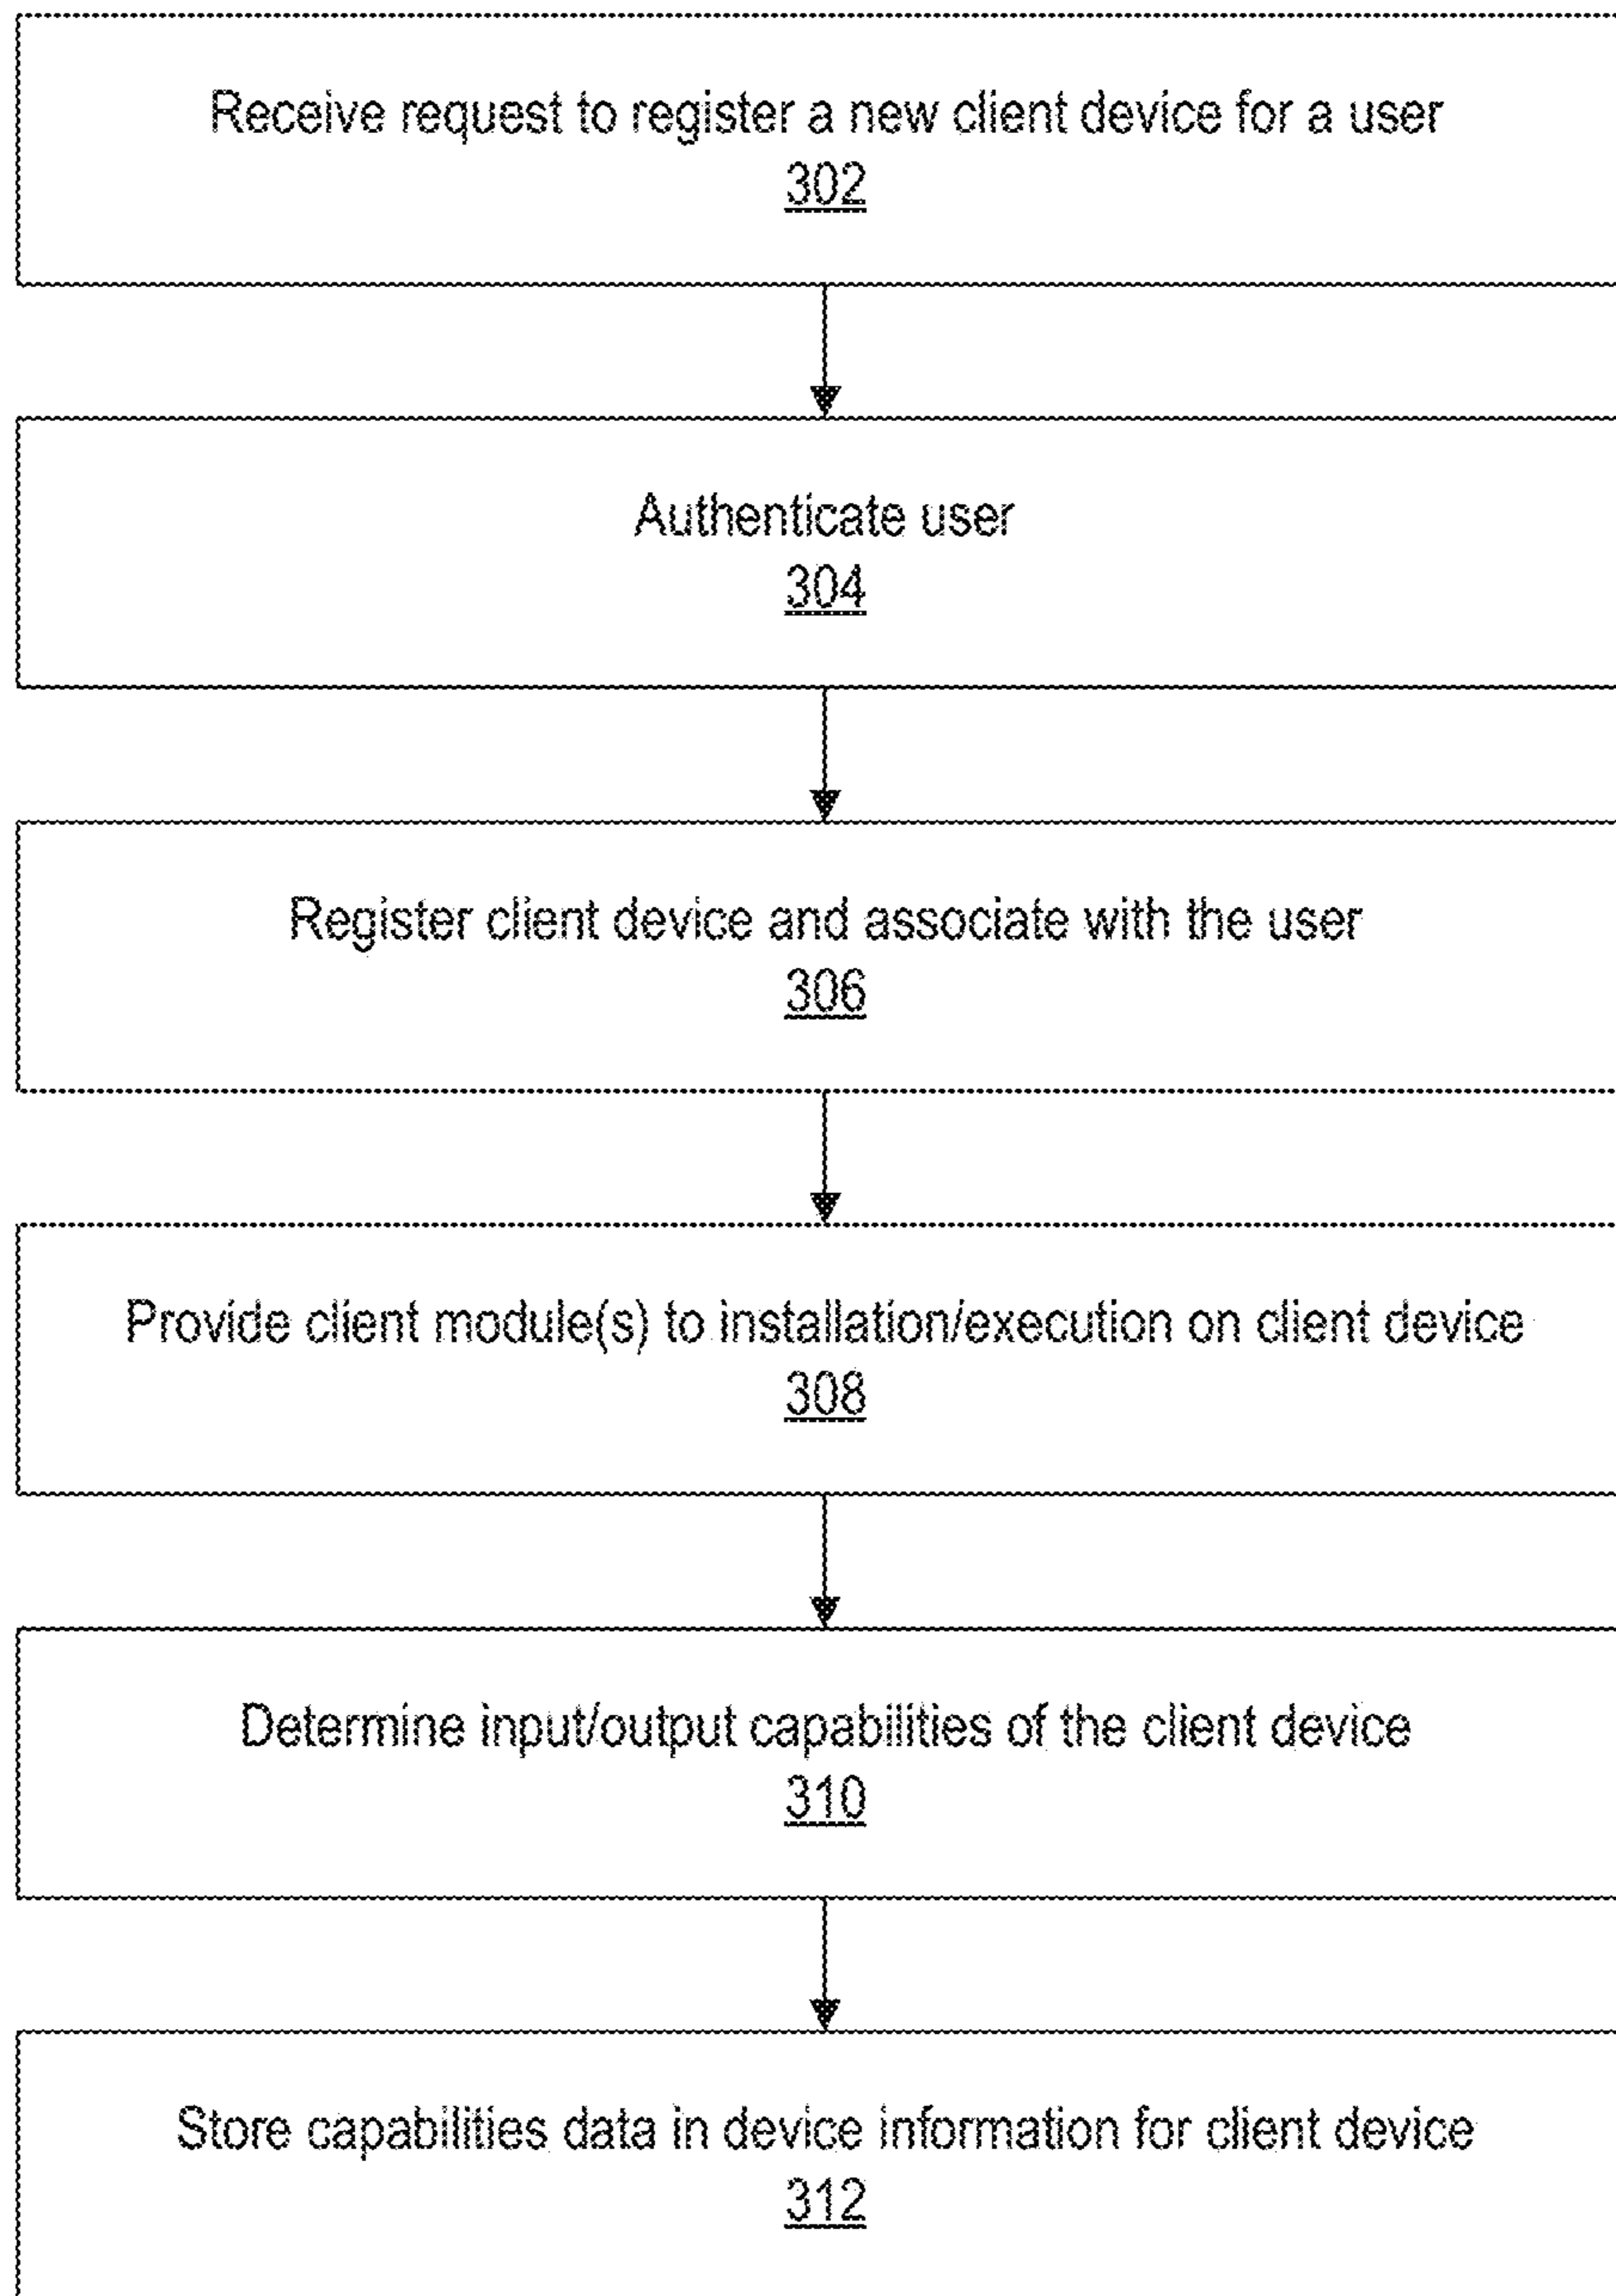 Receive request to register a new client device for a user
302
Authenticate user
304
Register client device and associate with the user
306
Provide client module(s) to installation/execution on client device
308
Determine input/output capabilities of the client device
310
Store capabilities data in device information for client device
312